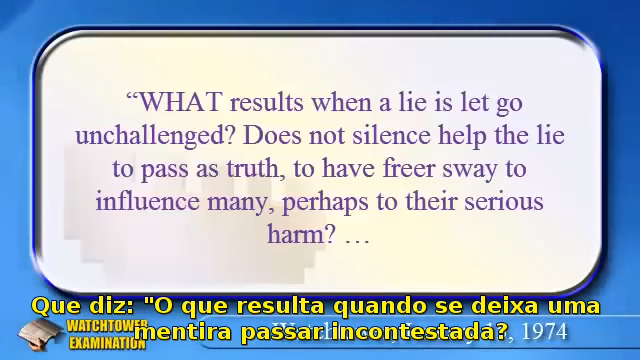 “WHAT results when a lie is let go
unchallenged? Does not silence help the lie
to pass as truth, to have freer sway to
influence many, perhaps to their serious
harm? …
Que diz: "O que resulta quando se deixa uma
mentira passar incontestada?
WATCHTOWER
EXAMINATION
1974